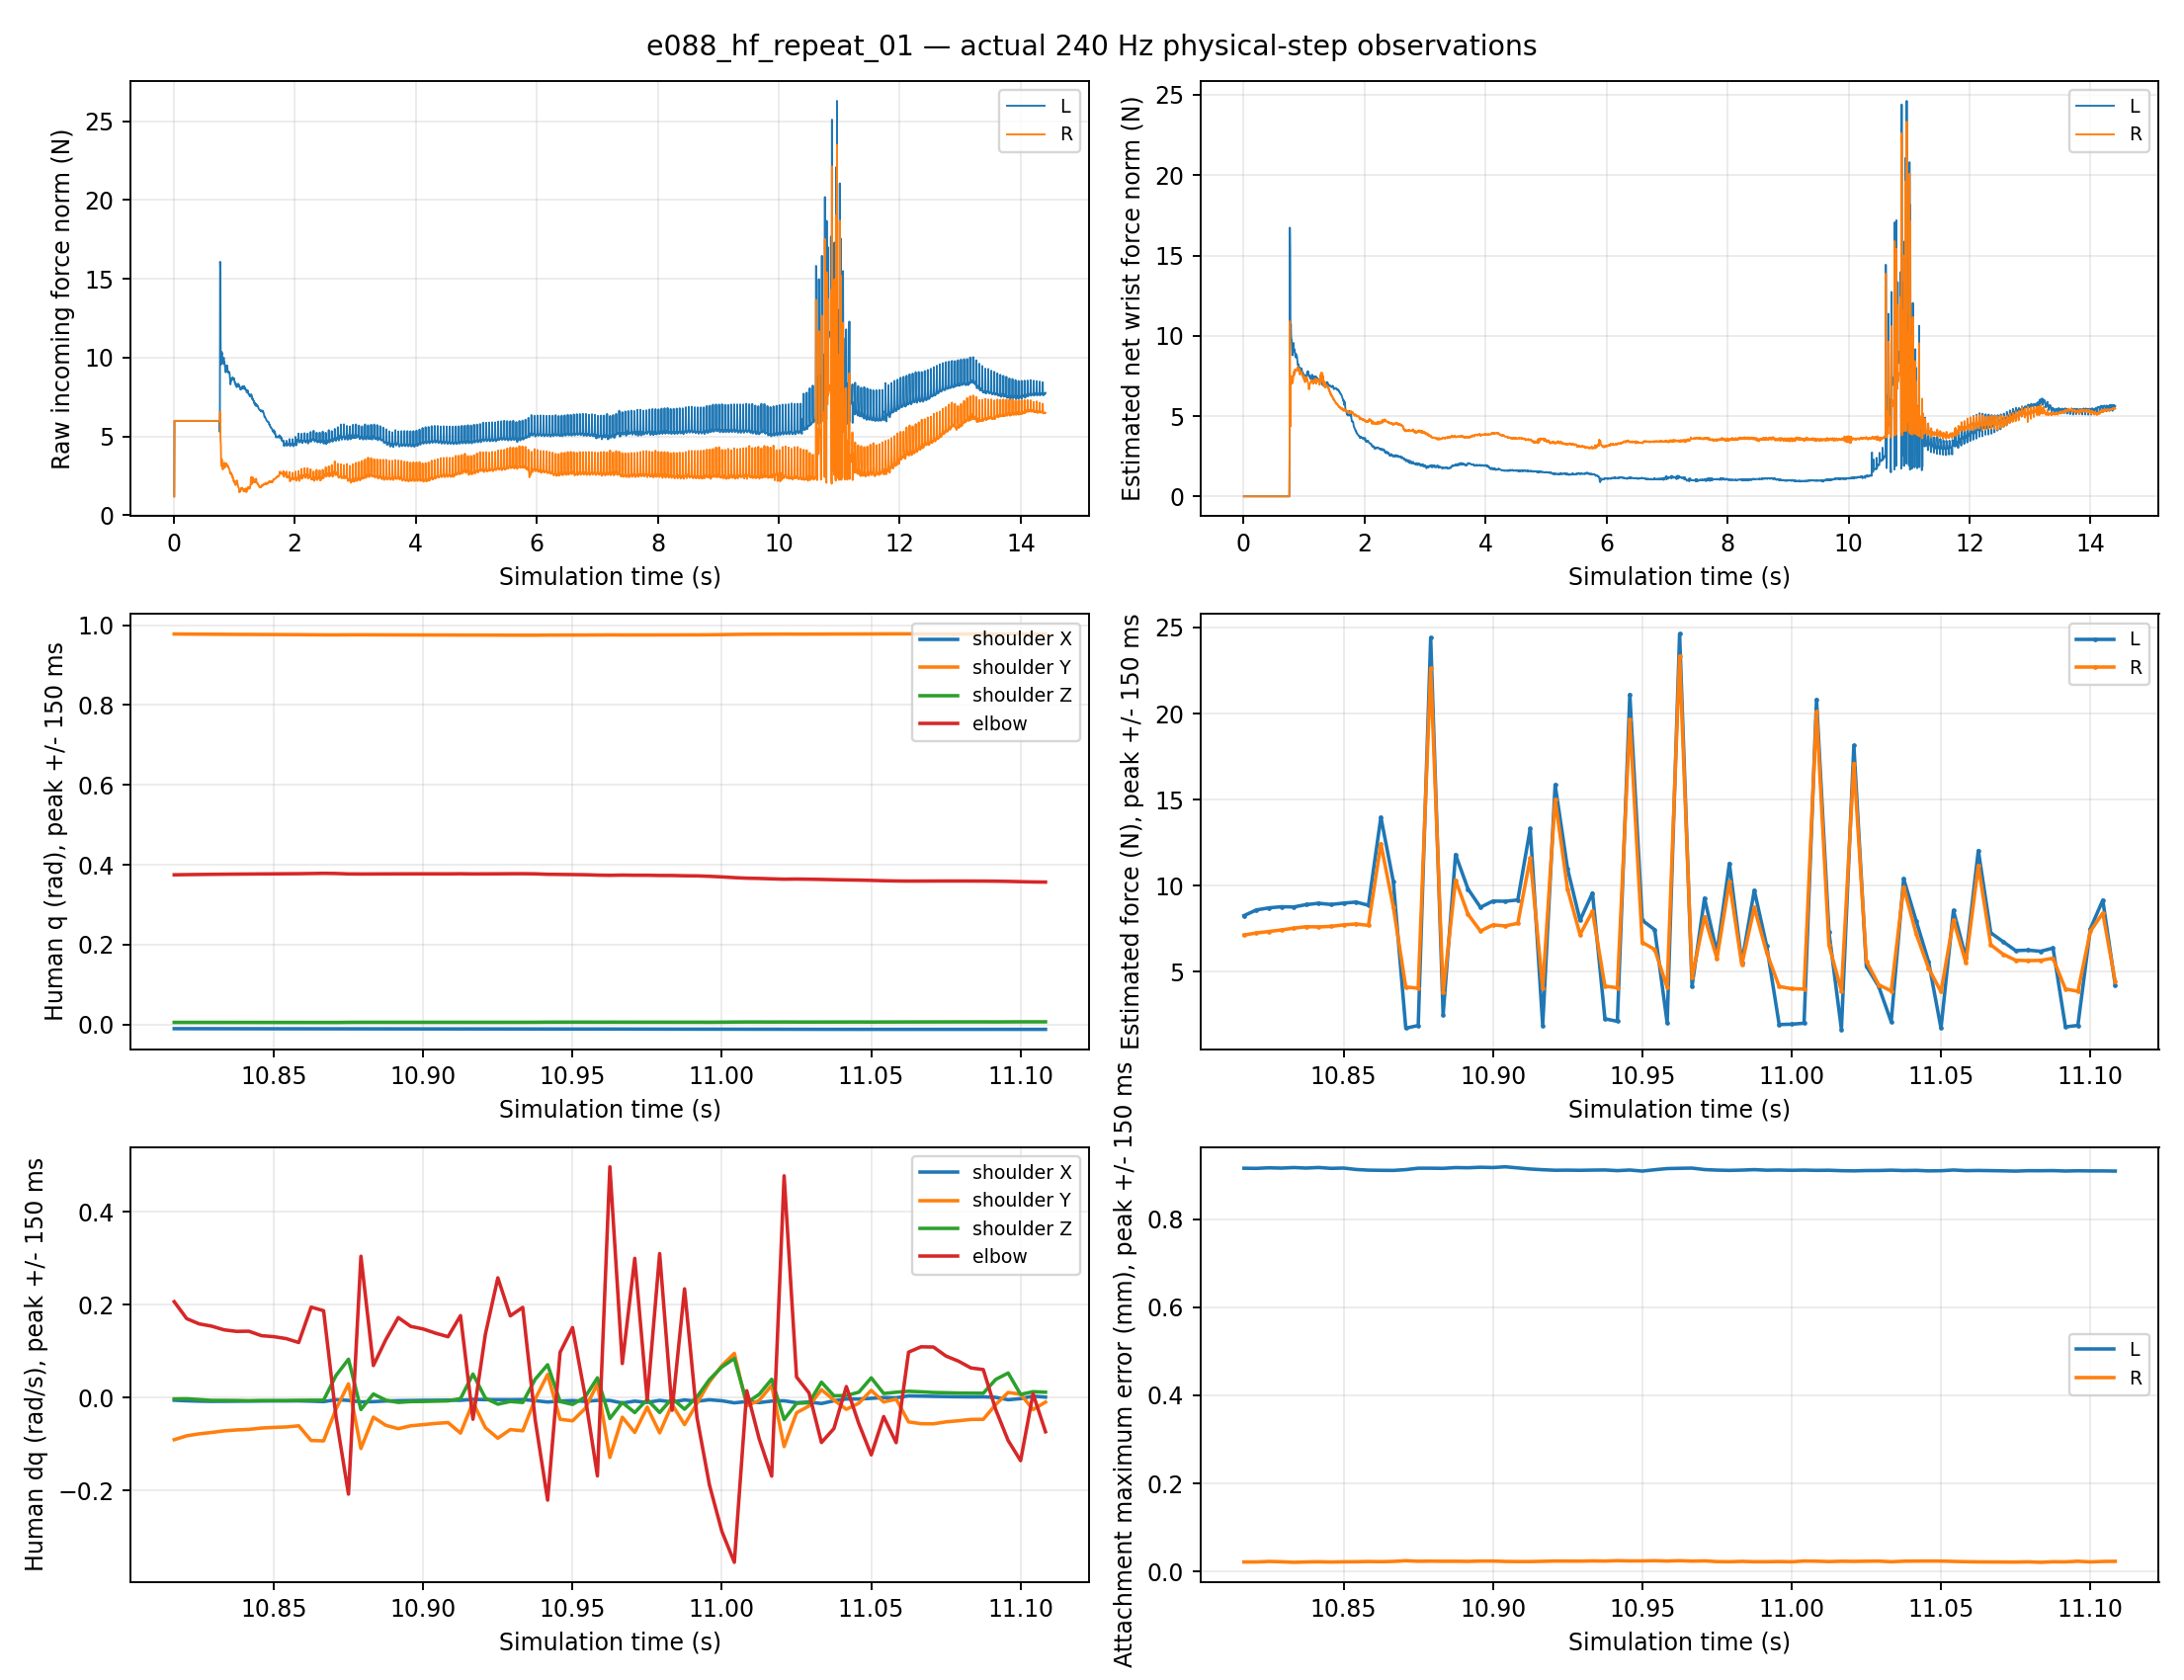 e088_hf_repeat_01 — actual 240 Hz physical-step observations
Raw incoming force norm (N)
25
20
15
10
5
0
L
R
0 2 4 6 8 10 12 14
Simulation time (s)
Estimated net wrist force norm (N)
25
20
15
10
5
0
L
R
0 2 4 6 8 10 12 14
Simulation time (s)
Human q (rad), peak +/- 150 ms
1.0
0.8
0.6
0.4
0.2
0.0
shoulder X
shoulder Y
shoulder Z
elbow
10.85 10.90 10.95 11.00 11.05 11.10
Simulation time (s)
Estimated force (N), peak +/- 150 ms
25
20
15
10
5
L
R
10.85 10.90 10.95 11.00 11.05 11.10
Simulation time (s)
Human dq (rad/s), peak +/- 150 ms
0.4
0.2
0.0
−0.2
shoulder X
shoulder Y
shoulder Z
elbow
10.85 10.90 10.95 11.00 11.05 11.10
Simulation time (s)
Attachment maximum error (mm), peak +/- 150 ms
0.8
0.6
0.4
0.2
0.0
L
R
10.85 10.90 10.95 11.00 11.05 11.10
Simulation time (s)